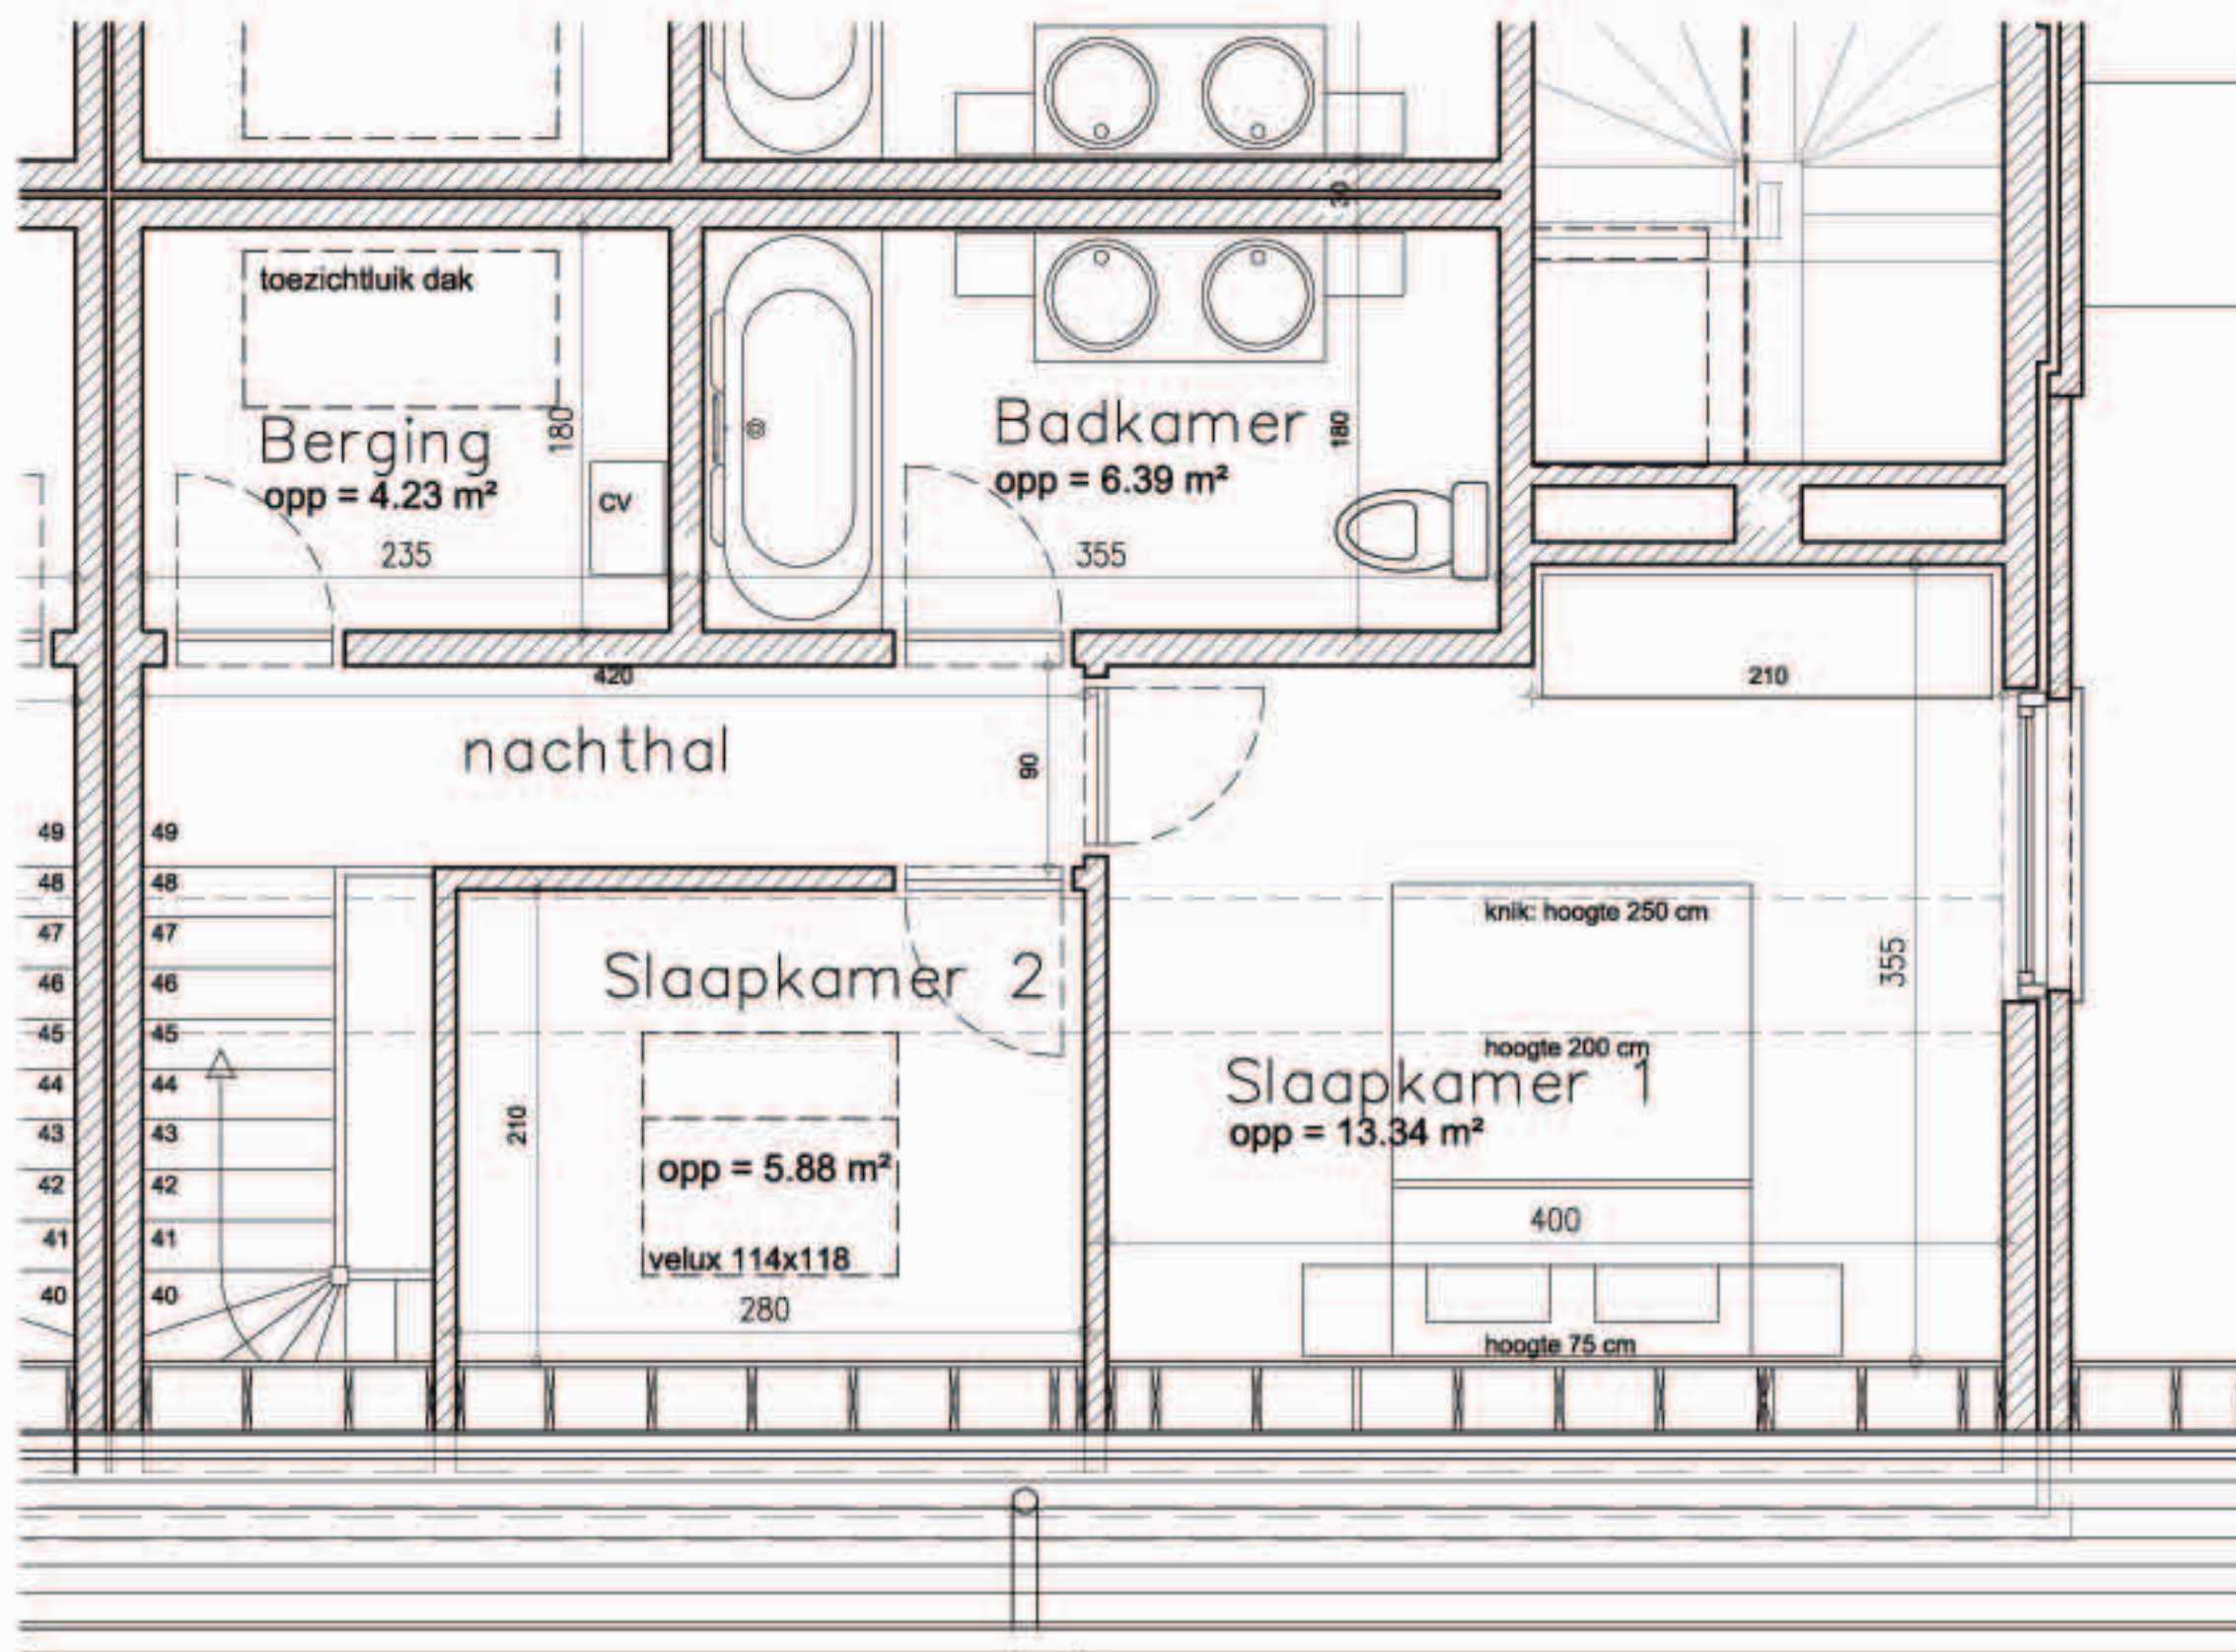 30
toezichtluik dak
Berging
opp = 4.23 m²
180
235
CV
Badkamer
opp = 6.39 m²
180
355
420
210
nachthal
90
49
49
48
48
47
47
46
46
45
45
44
44
43
43
42
42
41
41
40
40
Slaapkamer 2
210
opp = 5.88 m²
velux 114x118
280
knik: hoogte 250 cm
355
hoogte 200 cm
Slaapkamer 1
opp = 13.34 m²
400
hoogte 75 cm